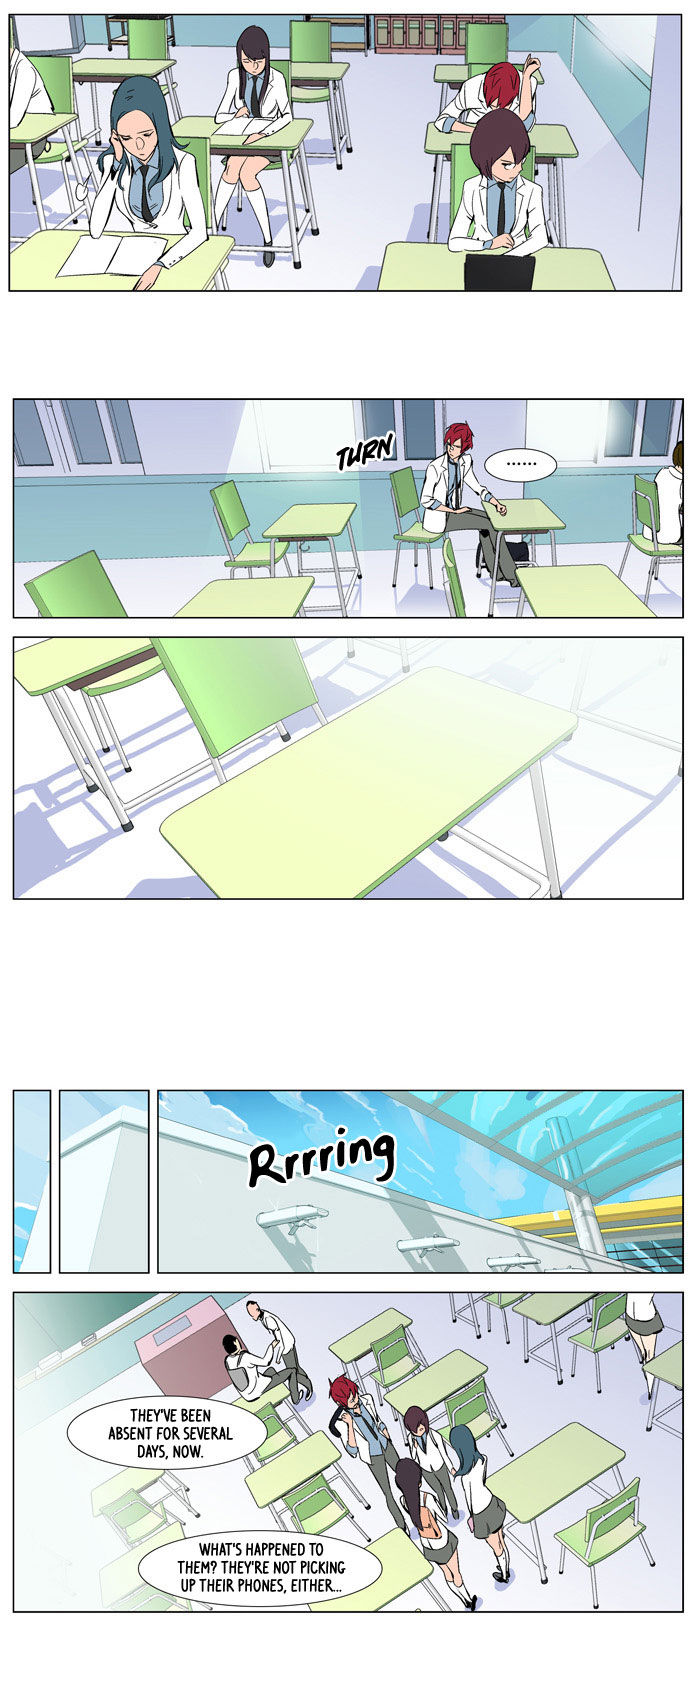 TURN
......
Rrrring
THEY'VE BEEN
ABSENT FOR SEVERAL
DAYS, NOW.
WHAT'S HAPPENED TO
THEM? THEY'RE NOT PICKING
UP THEIR PHONES, EITHER...